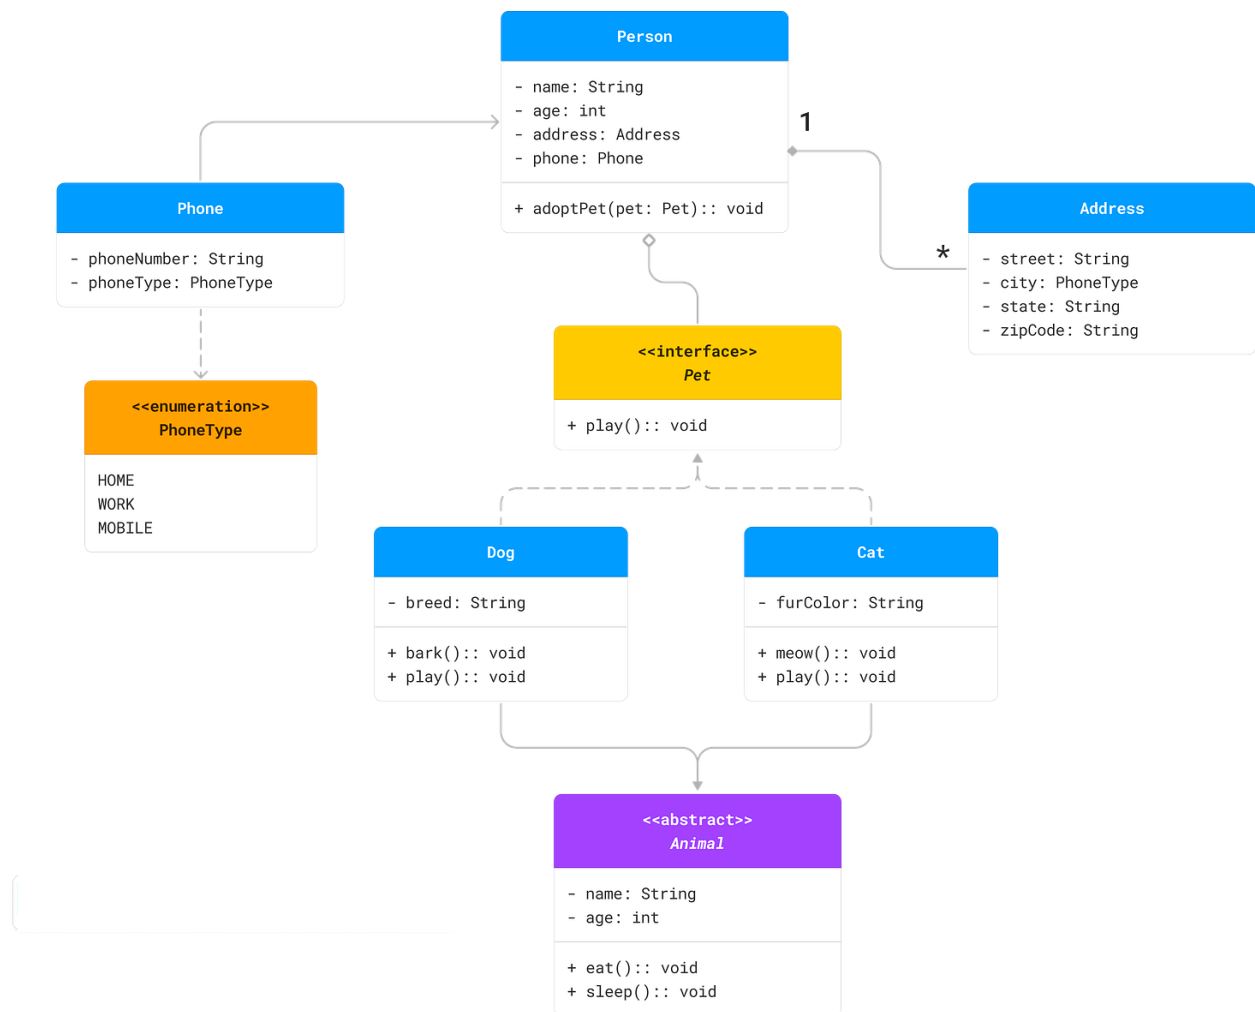 Person
- name: String
- age: int
- address: Address
- phone: Phone
+ adoptPet(pet: Pet):: void
1
*
Phone
- phoneNumber: String
- phoneType: PhoneType
Address
- street: String
- city: PhoneType
- state: String
- zipCode: String
<<interface>>
Pet
+ play():: void
<<enumeration>>
PhoneType
HOME
WORK
MOBILE
Dog
- breed: String
+ bark():: void
+ play():: void
Cat
- furColor: String
+ meow():: void
+ play():: void
<<abstract>>
Animal
- name: String
- age: int
+ eat():: void
+ sleep():: void